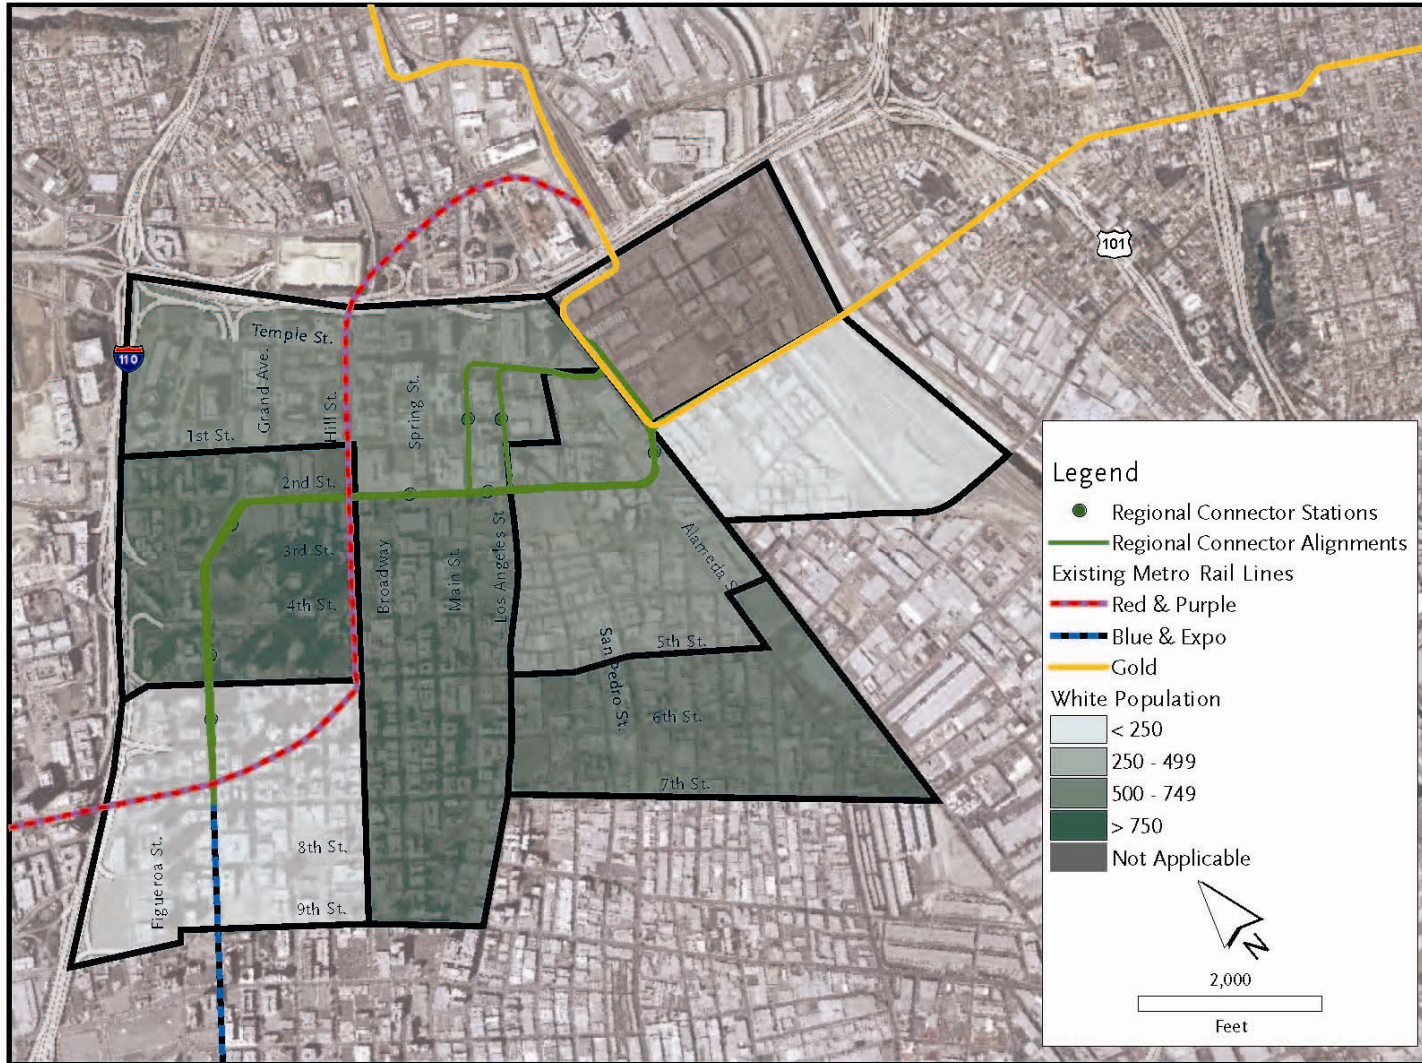 101
110
Temple St.
Grand Ave.
Hill St.
Spring St.
1st St.
2nd St.
3rd St.
4th St.
Broadway
Main St.
Los Angeles St.
Alameda S
San Pedro St.
5th St.
6th St.
7th St.
8th St.
9th St.
Figueroa St.
Legend
Regional Connector Stations
Regional Connector Alignments
Existing Metro Rail Lines
Red & Purple
Blue & Expo
Gold
White Population
< 250
250 - 499
500 - 749
> 750
Not Applicable
N
2,000
Feet